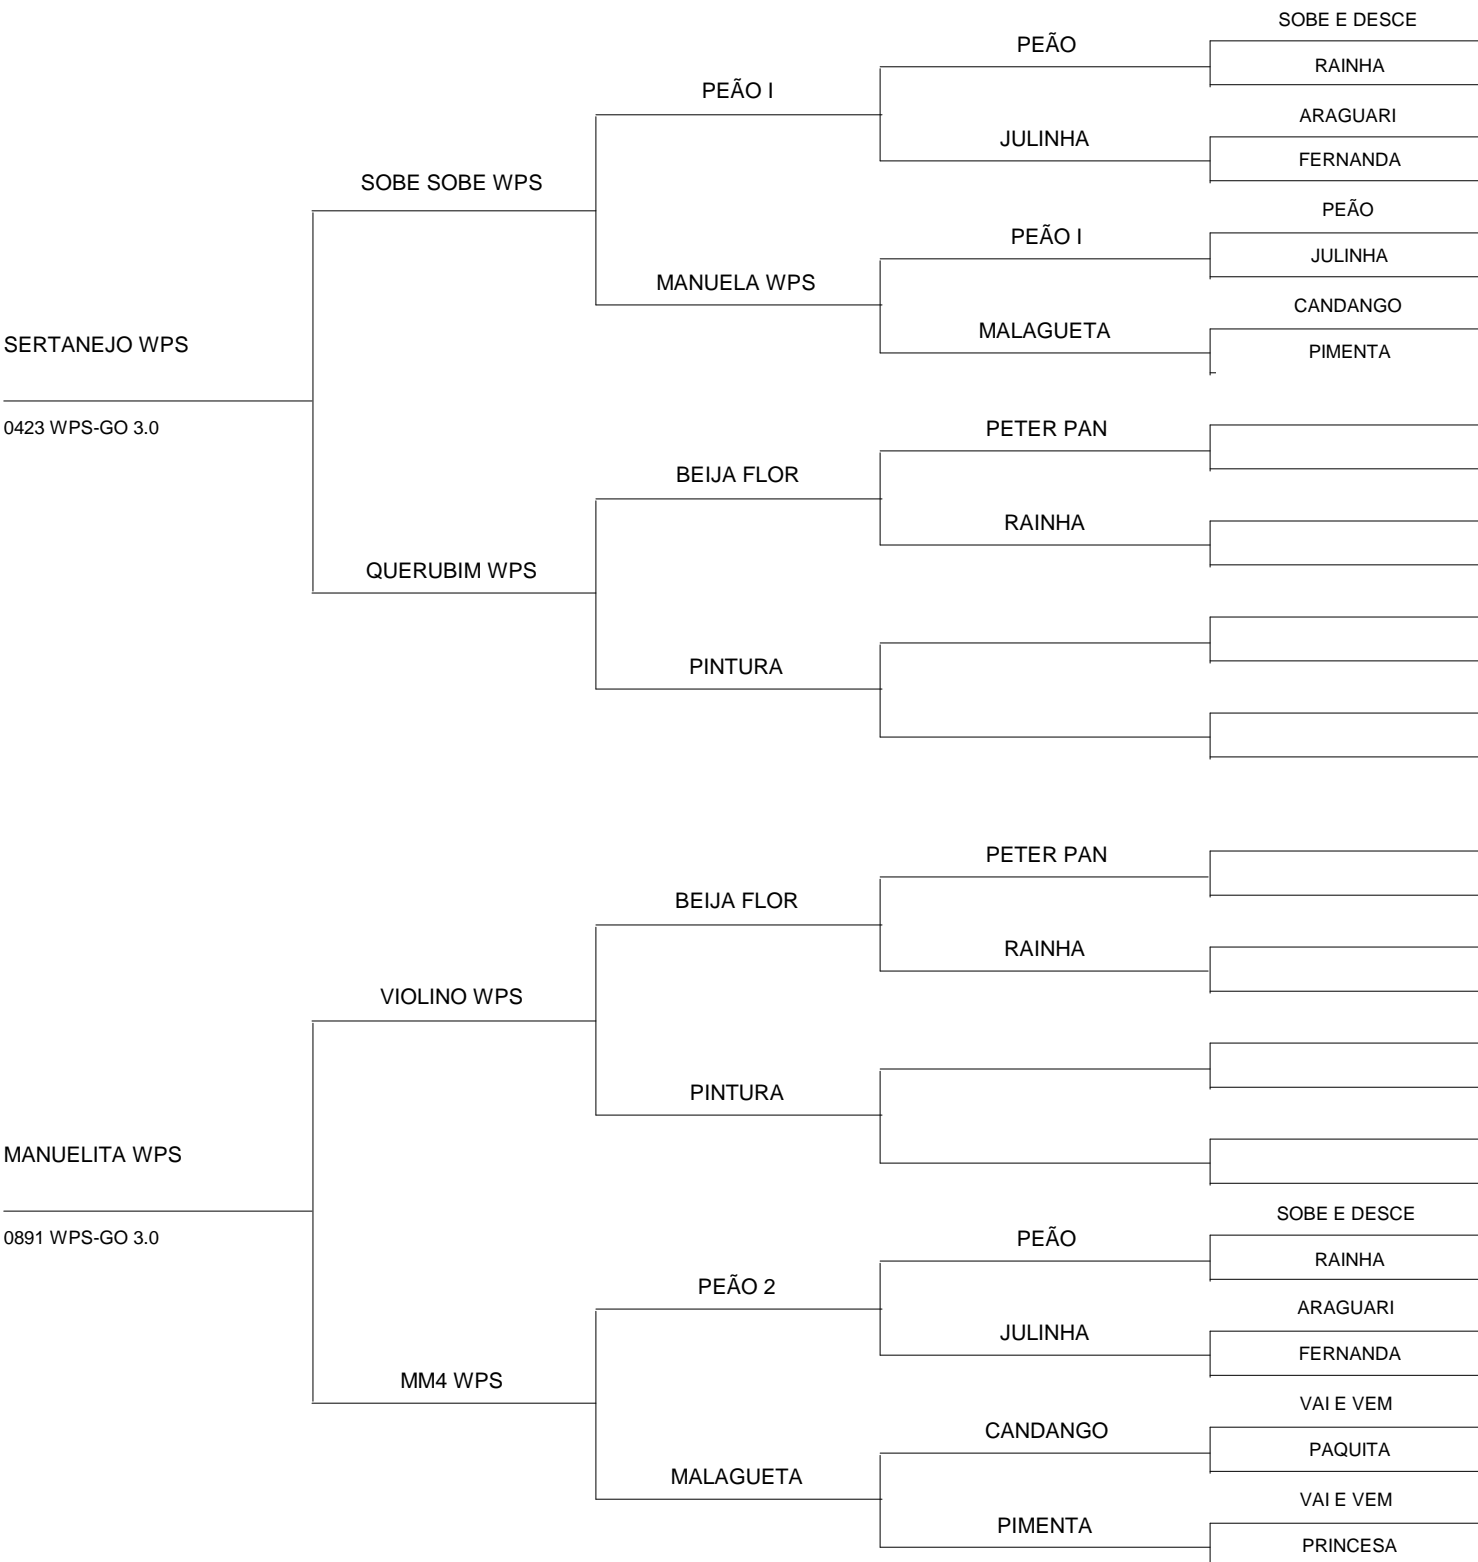 SOBE E DESCE
PEÃO
RAINHA
PEÃO I
ARAGUARI
JULINHA
FERNANDA
SOBE SOBE WPS
PEÃO
PEÃO I
JULINHA
MANUELA WPS
CANDANGO
MALAGUETA
SERTANEJO WPS
PIMENTA
0423 WPS-GO 3.0
PETER PAN
BEIJA FLOR
RAINHA
QUERUBIM WPS
PINTURA
PETER PAN
BEIJA FLOR
RAINHA
VIOLINO WPS
PINTURA
MANUELITA WPS
SOBE E DESCE
0891 WPS-GO 3.0
PEÃO
RAINHA
PEÃO 2
ARAGUARI
JULINHA
FERNANDA
MM4 WPS
VAI E VEM
CANDANGO
PAQUITA
MALAGUETA
VAI E VEM
PIMENTA
PRINCESA